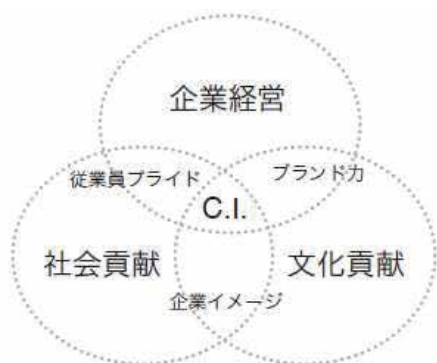 企業経営
従業員プライド
ブランド力
C.I.
社会貢献
文化貢献
企業イメージ